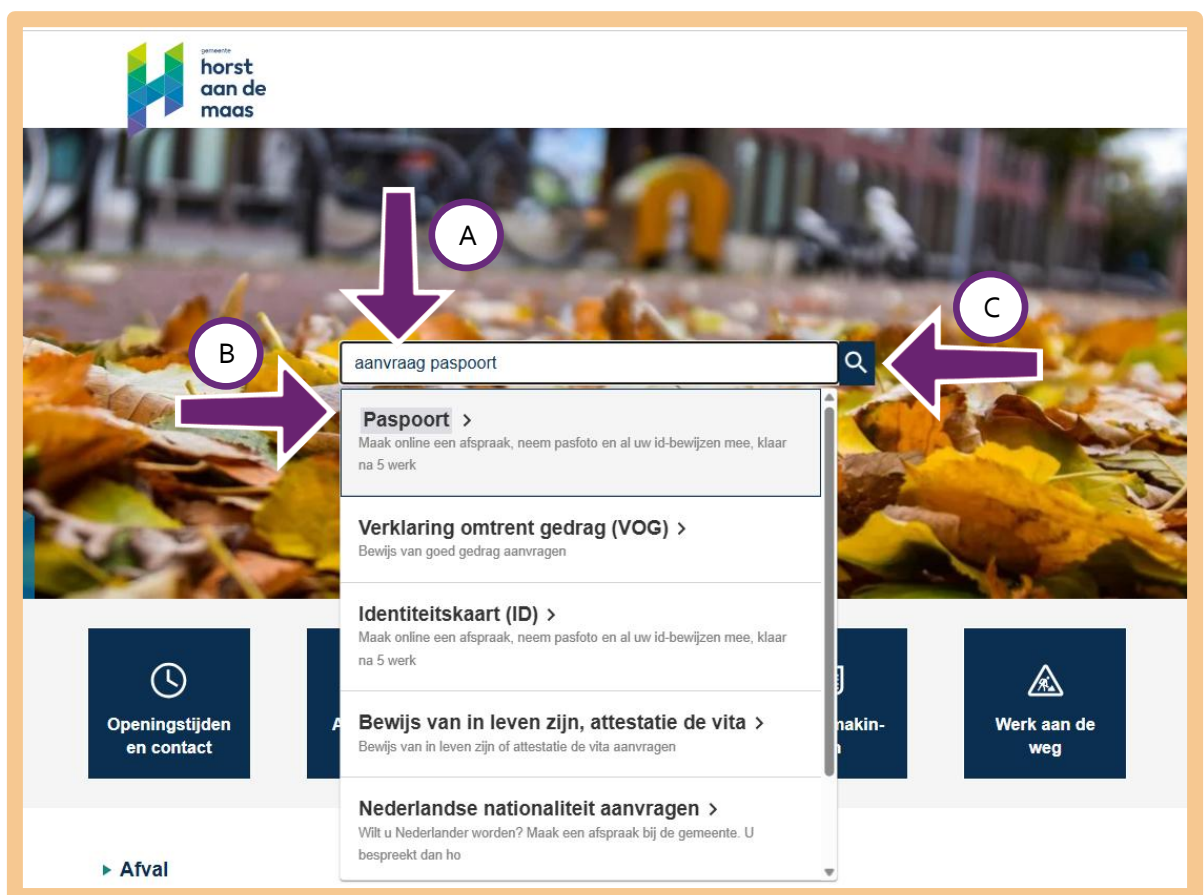 gemeente
horst
aan de
maas
A
C
B
aanvraag paspoort
Paspoort >
Maak online een afspraak, neem pasfoto en al uw id-bewijzen mee, klaar
na 5 werk
Verklaring omtrent gedrag (VOG) >
Bewijs van goed gedrag aanvragen
Identiteitskaart (ID) >
Maak online een afspraak, neem pasfoto en al uw id-bewijzen mee, klaar
na 5 werk
Bewijs van in leven zijn, attestatie de vita >
Bewijs van in leven zijn of attestatie de vita aanvragen
Nederlandse nationaliteit aanvragen >
Wilt u Nederlander worden? Maak een afspraak bij de gemeente. U
bespreekt dan ho
Openingstijden
en contact
Werk aan de
weg
Afval